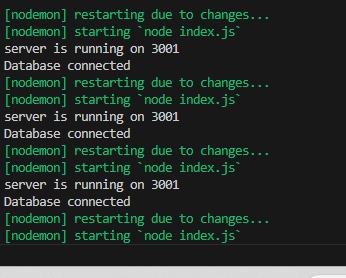 [nodemon] restarting due to changes...
[nodemon] starting `node index.js`
server is running on 3001
Database connected
[nodemon] restarting due to changes...
[nodemon] starting `node index.js`
server is running on 3001
Database connected
[nodemon] restarting due to changes...
[nodemon] starting `node index.js`
server is running on 3001
Database connected
[nodemon] restarting due to changes...
[nodemon] starting `node index.js`